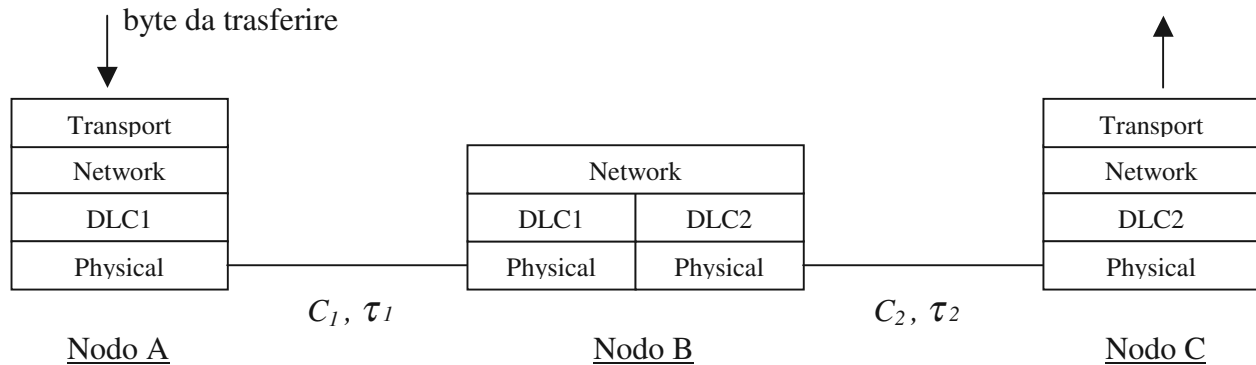 byte da trasferire
Transport
Network
DLC1
Physical
Network
DLC1 DLC2
Physical Physical
Transport
Network
DLC2
Physical
C1, τ1
C2, τ2
Nodo A
Nodo B
Nodo C